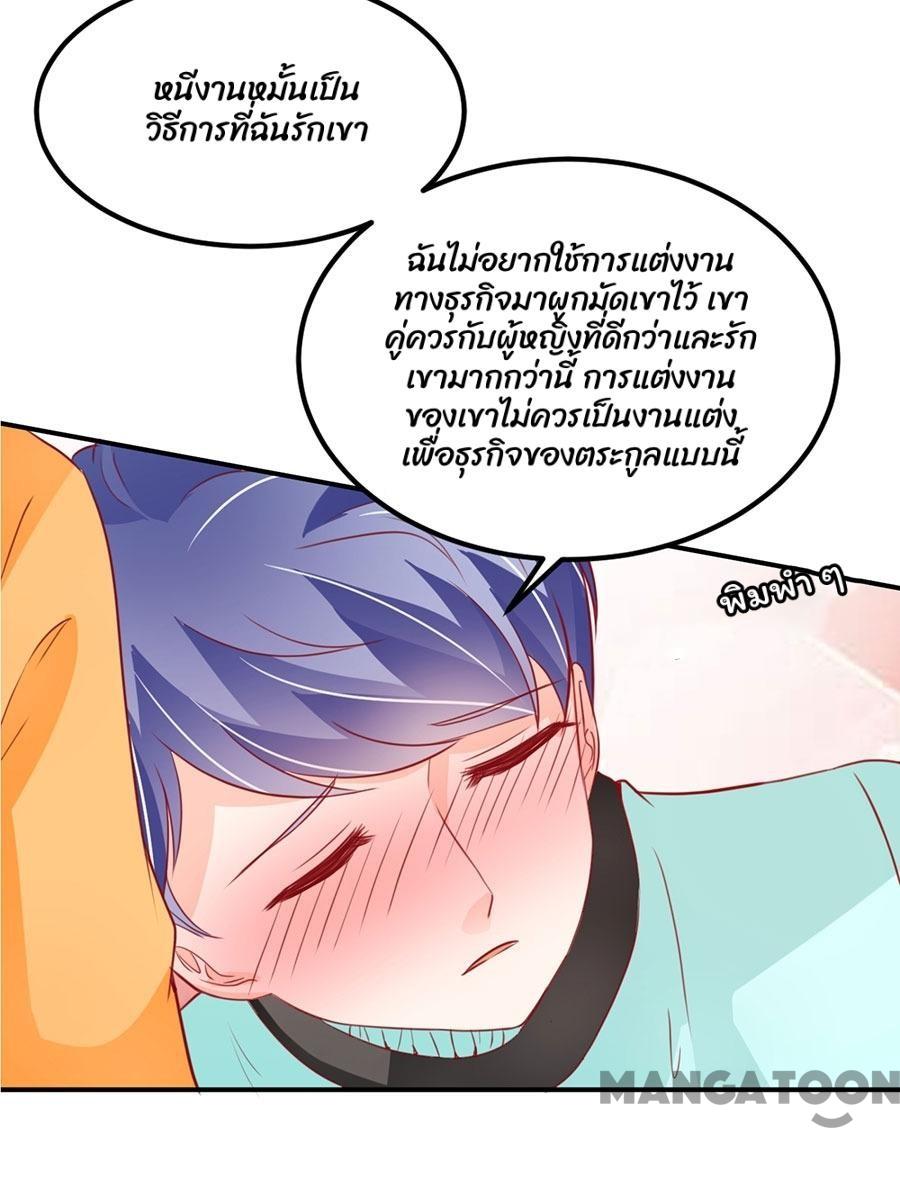 หนีงานหมั้นเป็น
วิธีการที่ฉันรักเขา
ฉันไม่อยากใช้การแต่งงาน
ทางธุรกิจมาผูกมัดเขาไว้ เขา
คู่ควรกับผู้หญิงที่ดีกว่าและรัก
เขามากกว่านี้ การแต่งงาน
ของเขาไม่ควรเป็นงานแต่ง
เพื่อธุรกิจของตระกูลแบบนี้
พึมพำ ๆ
MANGATOON